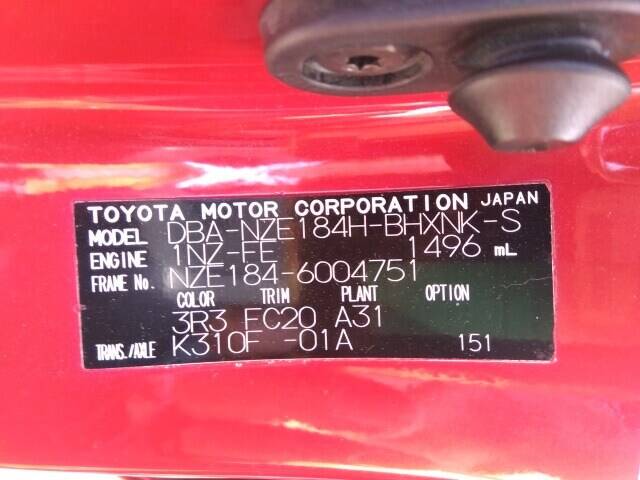 TOYOTA MOTOR CORPORATION JAPAN
MODEL DBA-NZE184H-BHXNK-S
ENGINE 1NZ-FE 1496 mL
FRAME No. NZE184-6004751
COLOR TRIM PLANT OPTION
3R3 FC20 A31
TRANS./AXLE K310F -01A 151